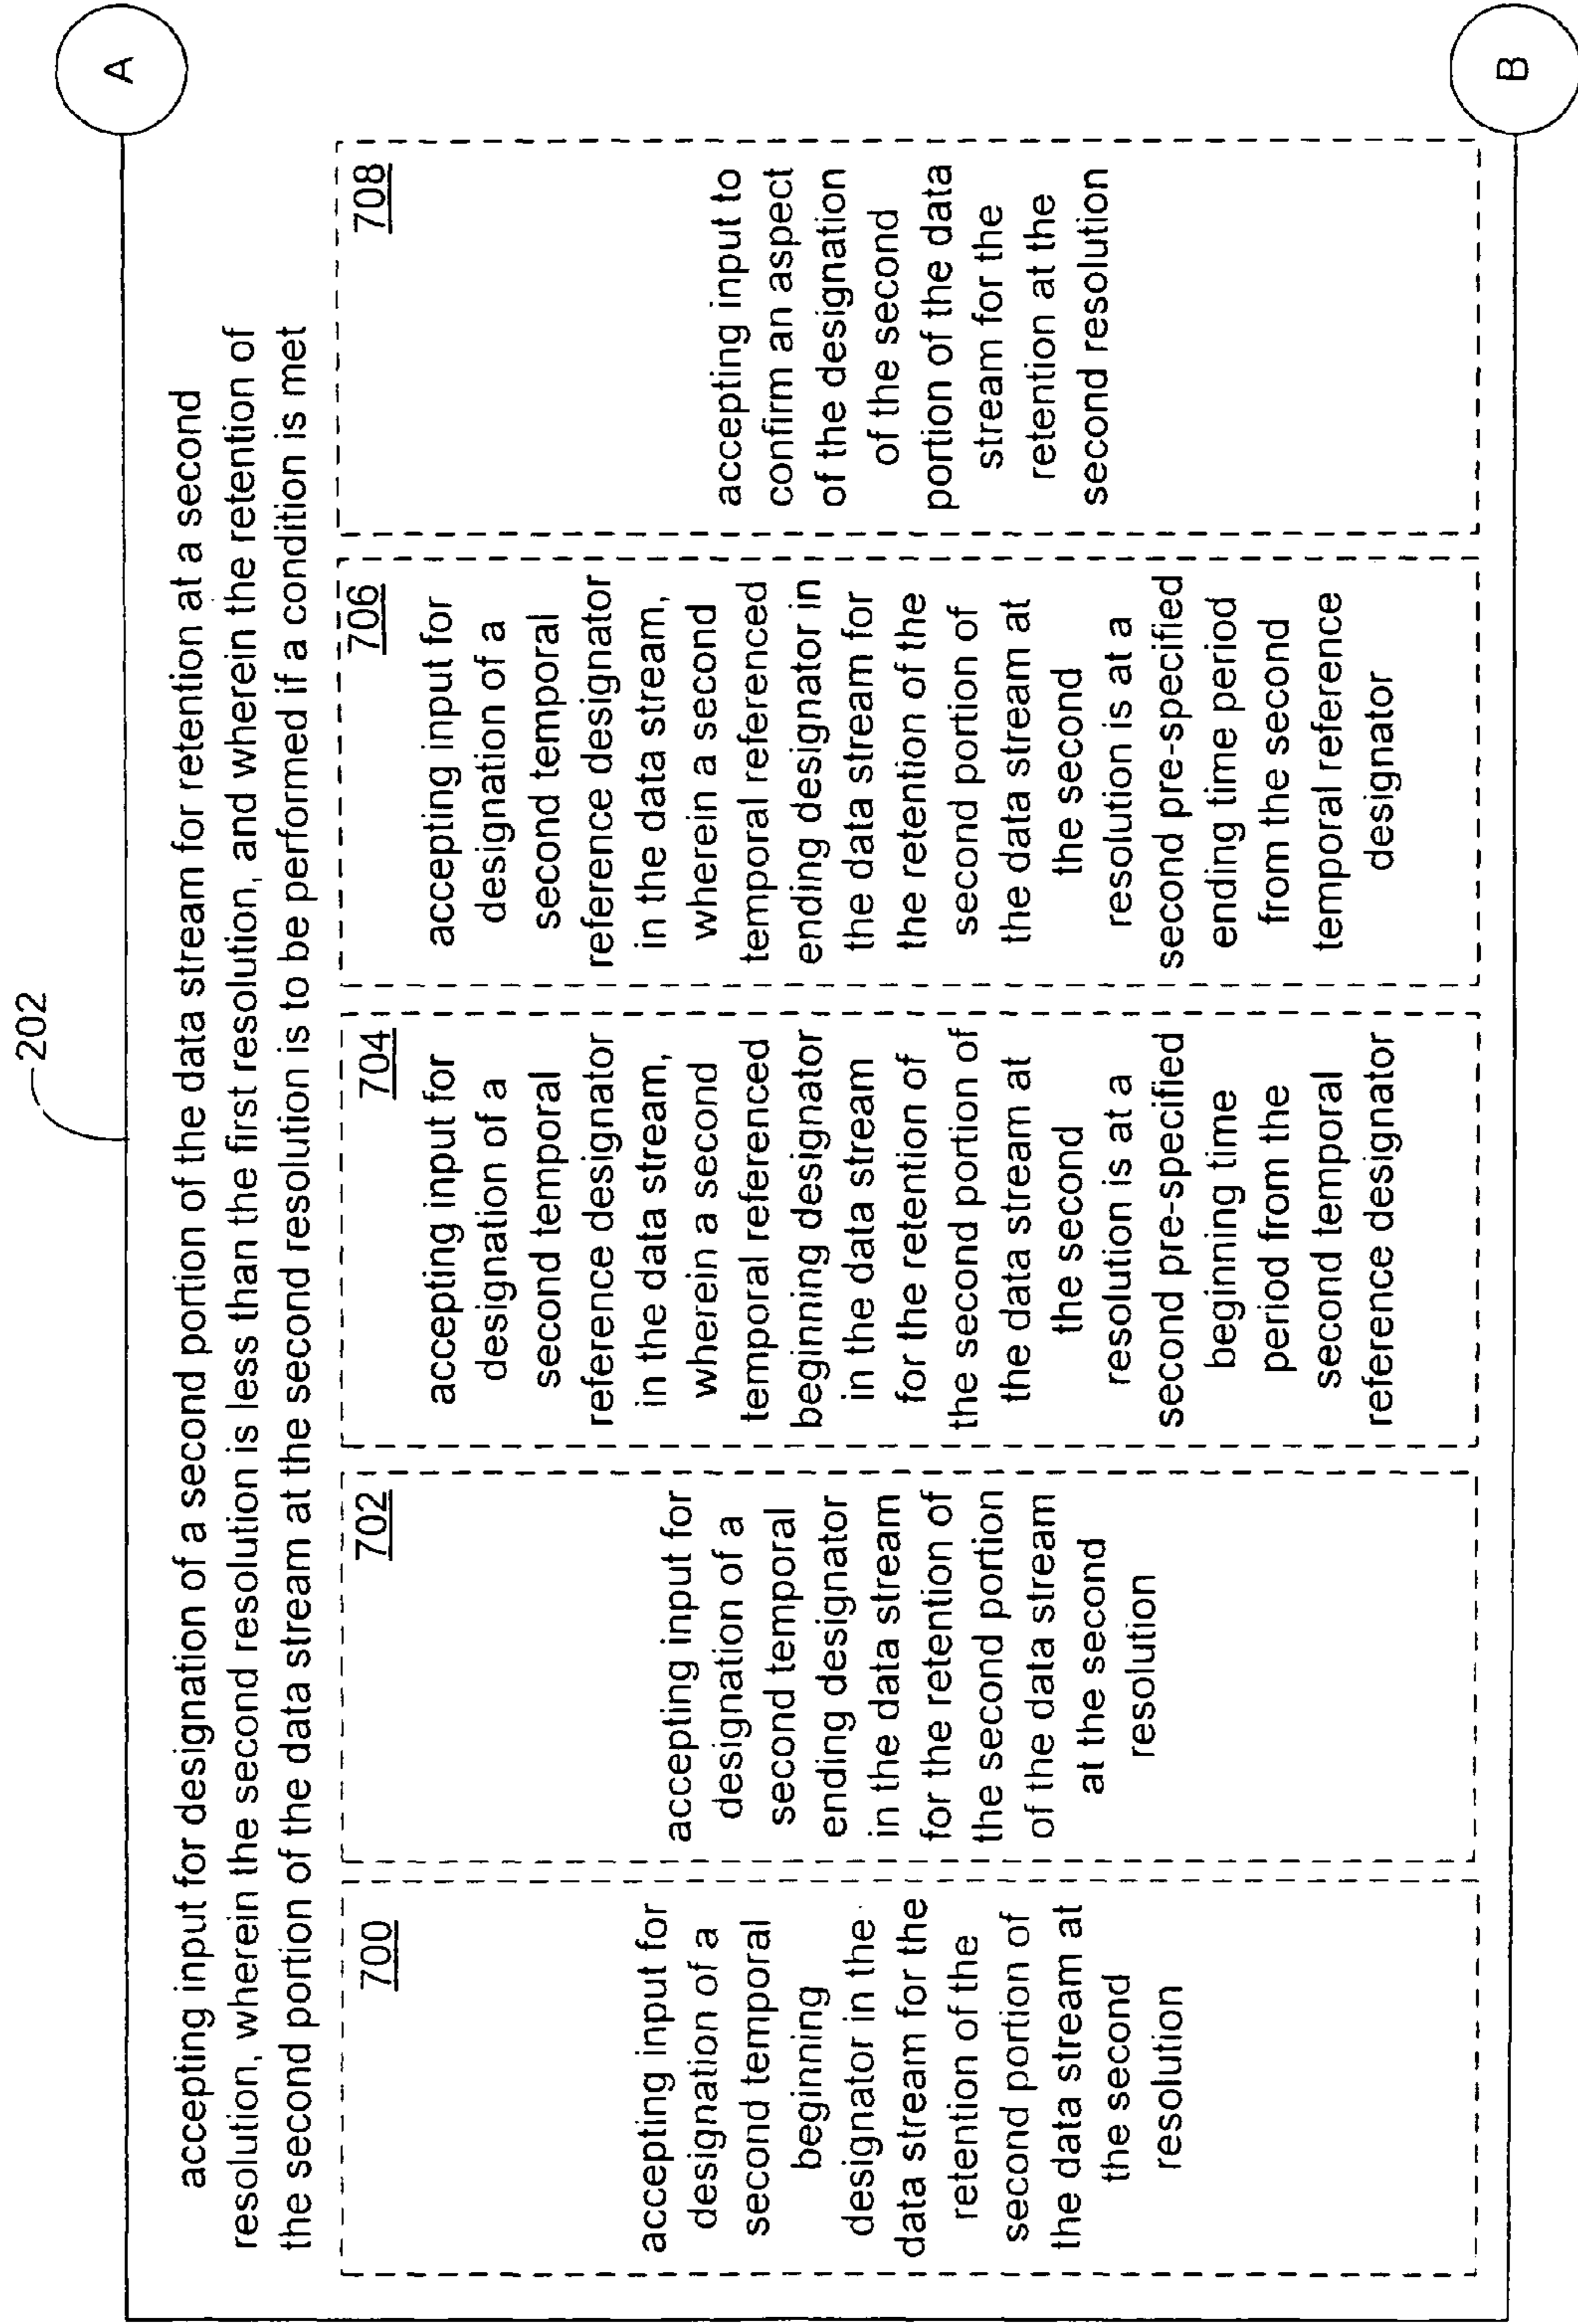 202
A
accepting input for designation of a second portion of the data stream for retention at a second
resolution, wherein the second resolution is less than the first resolution, and wherein the retention of
the second portion of the data stream at the second resolution is to be performed if a condition is met
700
accepting input for
designation of a
second temporal
beginning
designator in the
data stream for the
retention of the
second portion of
the data stream at
the second
resolution
702
accepting input for
designation of a
second temporal
ending designator
in the data stream
for the retention of
the second portion
of the data stream
at the second
resolution
704
accepting input for
designation of a
second temporal
reference designator
in the data stream,
wherein a second
temporal referenced
beginning designator
in the data stream
for the retention of
the second portion of
the data stream at
the second
resolution is at a
second pre-specified
beginning time
period from the
second temporal
reference designator
706
accepting input for
designation of a
second temporal
reference designator
in the data stream,
wherein a second
temporal referenced
ending designator in
the data stream for
the retention of the
second portion of
the data stream at
the second
resolution is at a
second pre-specified
ending time period
from the second
temporal reference
designator
708
accepting input to
confirm an aspect
of the designation
of the second
portion of the data
stream for the
retention at the
second resolution
B